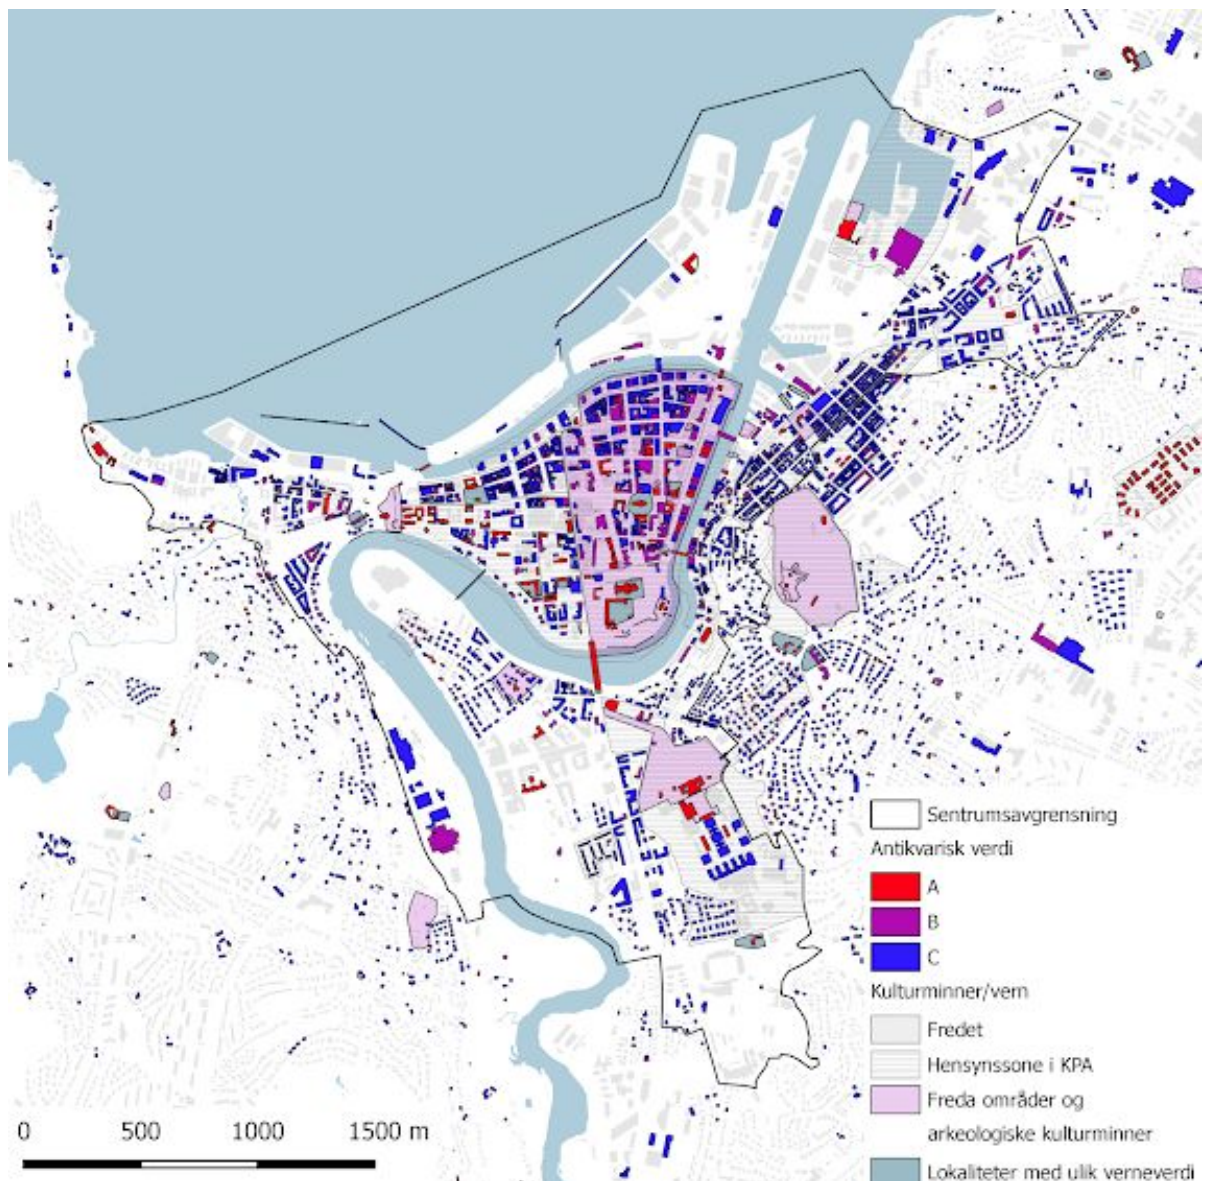 Sentrumsavgrensning
Antikvarisk verdi
A
B
C
Kulturminner/vern
Fredet
Hensynssone i KPA
Freda områder og
arkeologiske kulturminner
Lokaliteter med ulik verneverdi
0 500 1000 1500 m